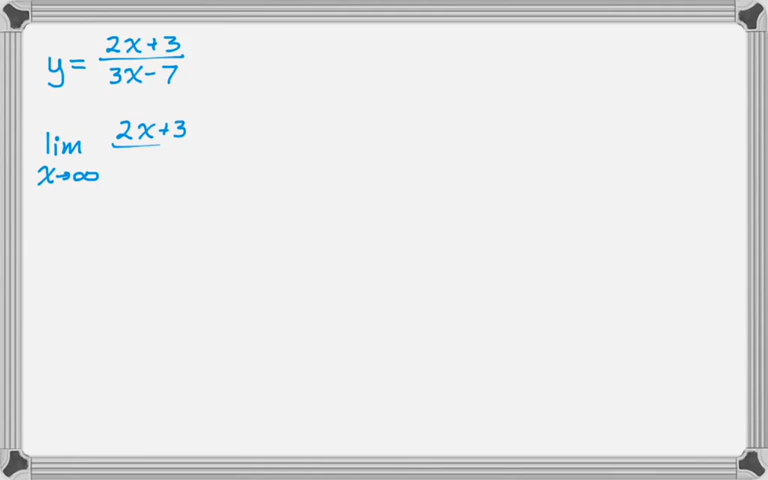 y = 2x+3
3x-7
lim 2x+3
x→∞